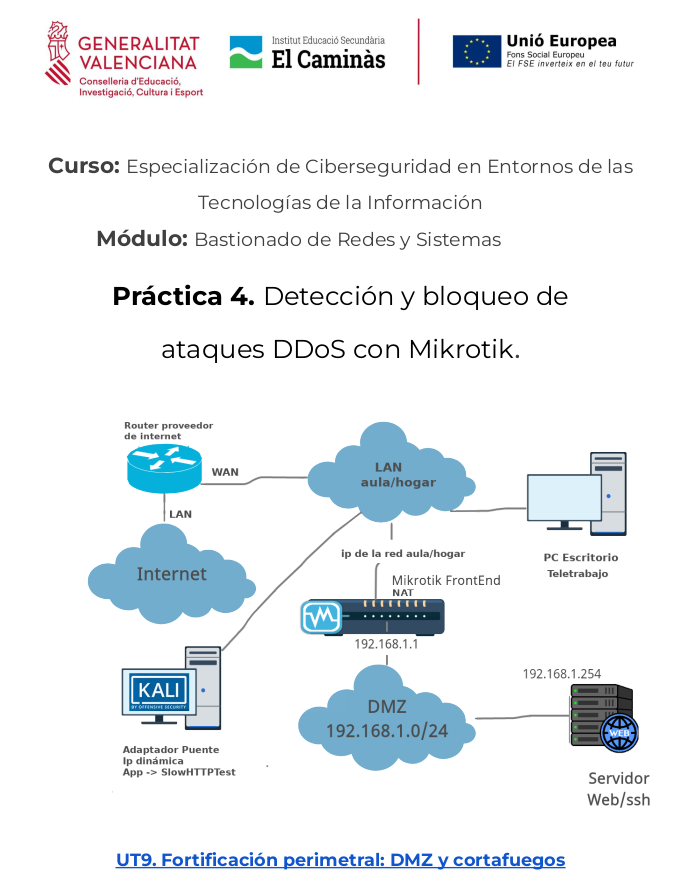 GENERALITAT
VALENCIANA
Conselleria d'Educació,
Investigació, Cultura i Esport
Institut Educació Secundària
El Caminàs
Unió Europea
Fons Social Europeu
El FSE inverteix en el teu futur
Curso: Especialización de Ciberseguridad en Entornos de las
Tecnologías de la Información
Módulo: Bastionado de Redes y Sistemas
Práctica 4. Detección y bloqueo de
ataques DDoS con Mikrotik.
Router proveedor
de internet
WAN
LAN
aula/hogar
LAN
Internet
ip de la red aula/hogar
PC Escritorio
Teletrabajo
Mikrotik FrontEnd
NAT
192.168.1.1
KALI
BY OFFENSIVE SECURITY
DMZ
192.168.1.0/24
192.168.1.254
WEB
Adaptador Puente
Ip dinámica
App -> SlowHTTPTest
Servidor
Web/ssh
UT9. Fortificación perimetral: DMZ y cortafuegos